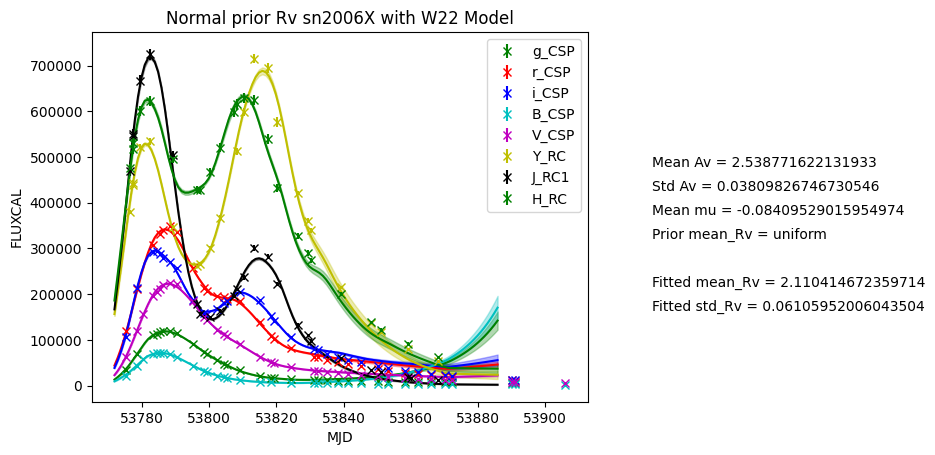 Normal prior Rv sn2006X with W22 Model
FLUXCAL
700000
600000
500000
400000
300000
200000
100000
0
53780 53800 53820 53840 53860 53880 53900
MJD
g_CSP
r_CSP
i_CSP
B_CSP
V_CSP
Y_RC
J_RC1
H_RC
Mean Av = 2.538771622131933
Std Av = 0.03809826746730546
Mean mu = -0.08409529015954974
Prior mean_Rv = uniform
Fitted mean_Rv = 2.110414672359714
Fitted std_Rv = 0.06105952006043504